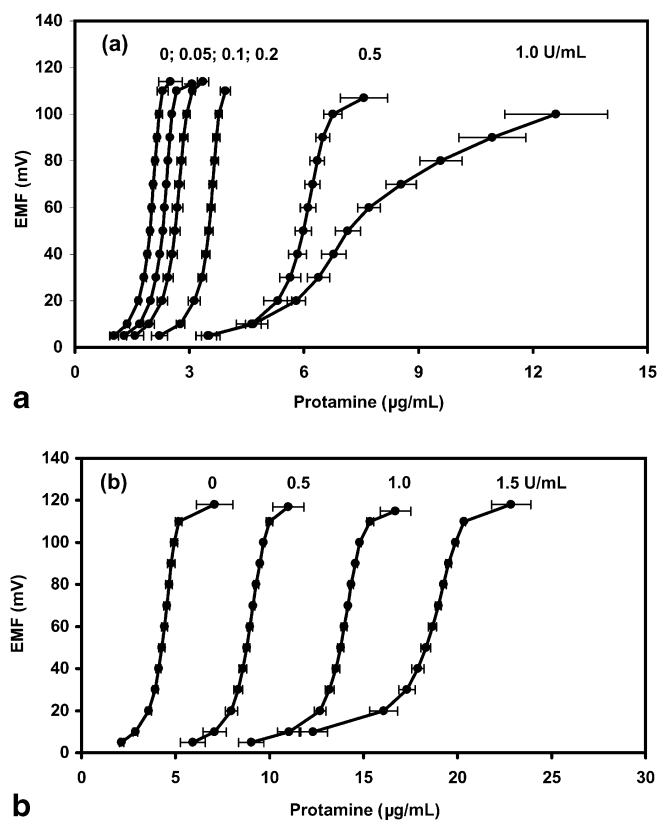 (a)
0; 0.05; 0.1; 0.2 0.5 1.0 U/mL
140
120
100
80
60
40
20
0
EMF (mV)
0 3 6 9 12 15
Protamine (µg/mL)
a
(b)
0 0.5 1.0 1.5 U/mL
140
120
100
80
60
40
20
0
EMF (mV)
0 5 10 15 20 25 30
Protamine (µg/mL)
b